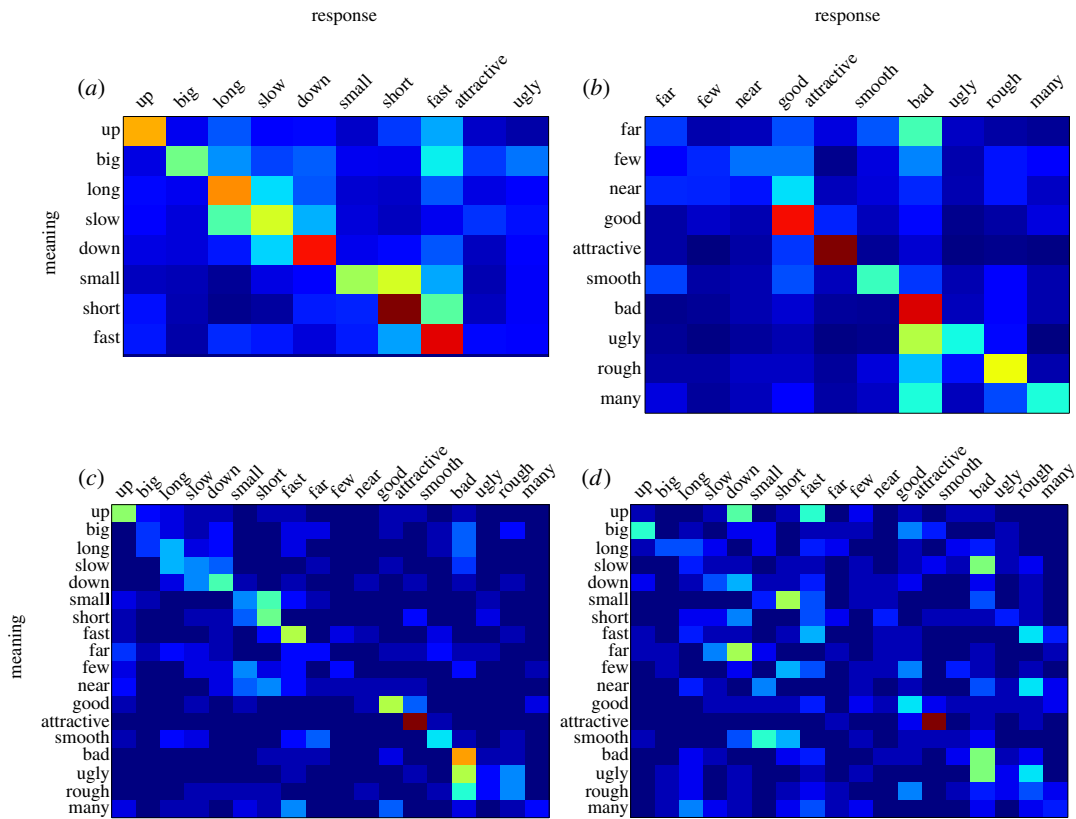 response
response
(a)
up big long slow down small short fast attractive ugly
up
big
long
slow
down
small
short
fast
meaning
(b)
far few near good attractive smooth bad ugly rough many
far
few
near
good
attractive
smooth
bad
ugly
rough
many
(c)
up big long slow down small short fast far few near good attractive smooth bad ugly rough many
up
big
long
slow
down
small
short
fast
far
few
near
good
attractive
smooth
bad
ugly
rough
many
meaning
(d)
up big long slow down small short fast far few near good attractive smooth bad ugly rough many
up
big
long
slow
down
small
short
fast
far
few
near
good
attractive
smooth
bad
ugly
rough
many